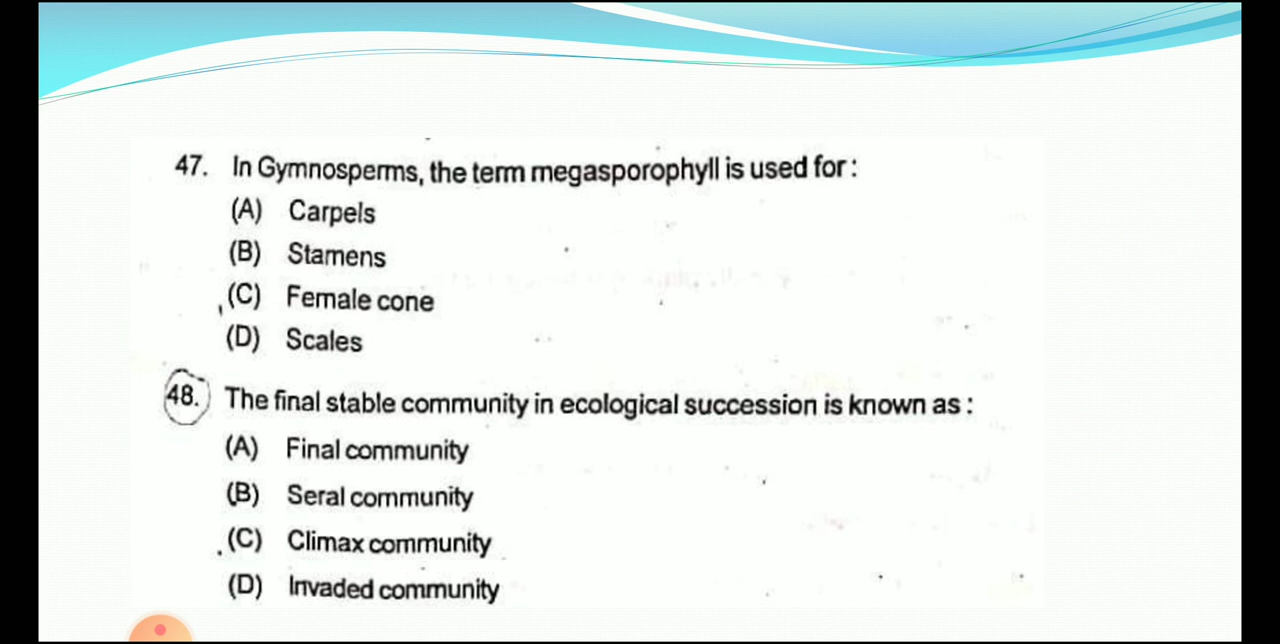 47. In Gymnosperms, the term megasporophyll is used for :
(A) Carpels
(B) Stamens
(C) Female cone
(D) Scales
48. The final stable community in ecological succession is known as :
(A) Final community
(B) Seral community
(C) Climax community
(D) Invaded community